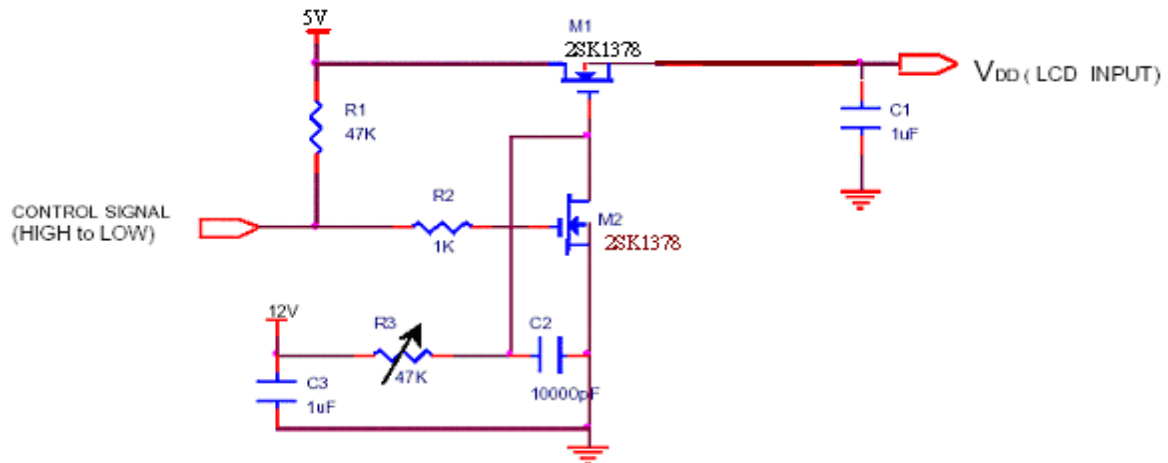 5V
M1
2SK1378
V DD ( LCD INPUT)
R1
47K
C1
1uF
R2
1K
CONTROL SIGNAL
(HIGH to LOW)
M2
2SK1378
12V
R3
47K
C2
10000pF
C3
1uF